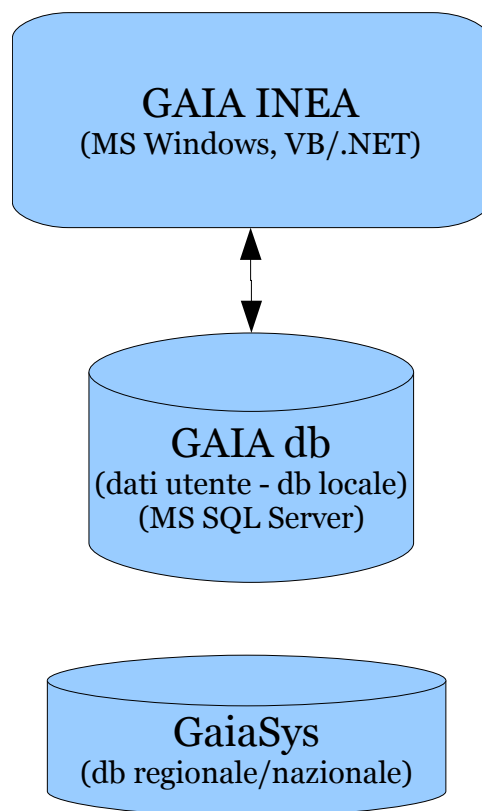 GAIA INEA
(MS Windows, VB/.NET)
GAIA db
(dati utente - db locale)
(MS SQL Server)
GaiaSys
(db regionale/nazionale)